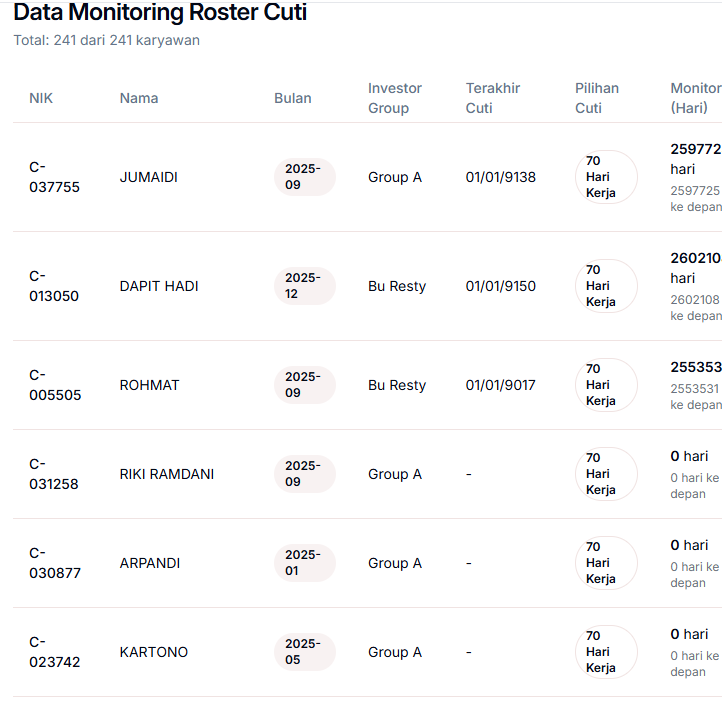 Data Monitoring Roster Cuti
Total: 241 dari 241 karyawan
NIK Nama Bulan Investor Group Terakhir Cuti Pilihan Cuti Monitor (Hari)
C-037755 JUMAIDI 2025-09 Group A 01/01/9138 70 Hari Kerja 259772 hari 2597725 ke depan
C-013050 DAPIT HADI 2025-12 Bu Resty 01/01/9150 70 Hari Kerja 260210 hari 2602108 ke depan
C-005505 ROHMAT 2025-09 Bu Resty 01/01/9017 70 Hari Kerja 255353 2553531 ke depan
C-031258 RIKI RAMDANI 2025-09 Group A - 70 Hari Kerja 0 hari 0 hari ke depan
C-030877 ARPANDI 2025-01 Group A - 70 Hari Kerja 0 hari 0 hari ke depan
C-023742 KARTONO 2025-05 Group A - 70 Hari Kerja 0 hari 0 hari ke depan